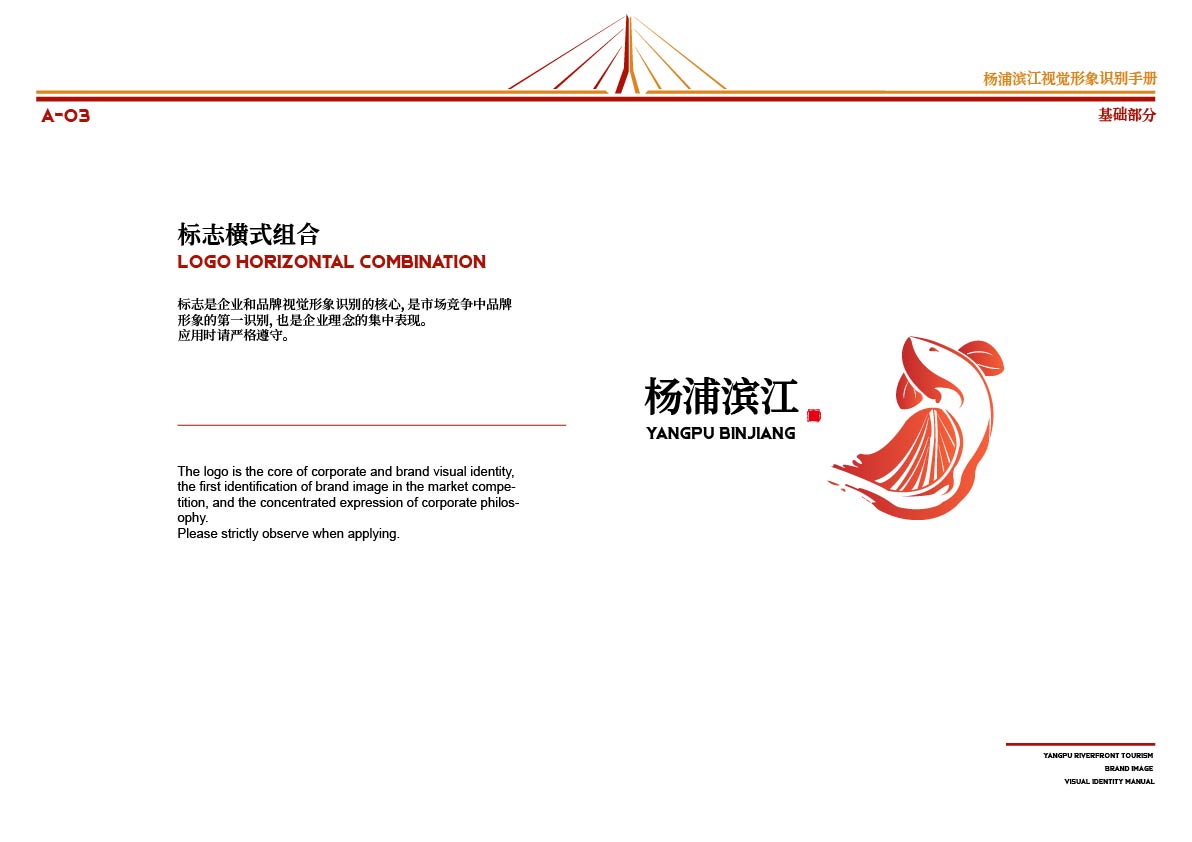 杨浦滨江视觉形象识别手册
A-03
基础部分
标志横式组合
LOGO HORIZONTAL COMBINATION
标志是企业和品牌视觉形象识别的核心, 是市场竞争中品牌
形象的第一识别, 也是企业理念的集中表现。
应用时请严格遵守。
The logo is the core of corporate and brand visual identity,
the first identification of brand image in the market compe-
tition, and the concentrated expression of corporate philos-
ophy.
Please strictly observe when applying.
杨浦滨江
YANGPU BINJIANG
YANGPU RIVERFRONT TOURISM
BRAND IMAGE
VISUAL IDENTITY MANUAL